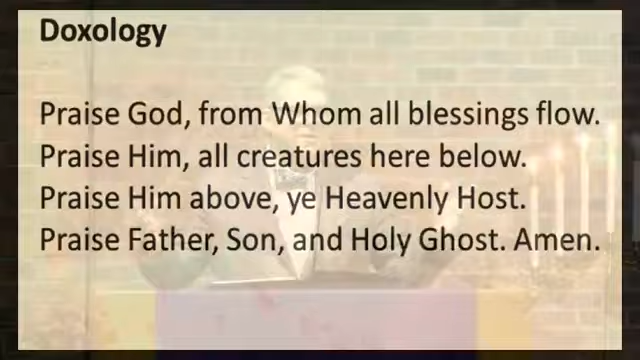 Doxology
Praise God, from Whom all blessings flow.
Praise Him, all creatures here below.
Praise Him above, ye Heavenly Host.
Praise Father, Son, and Holy Ghost. Amen.